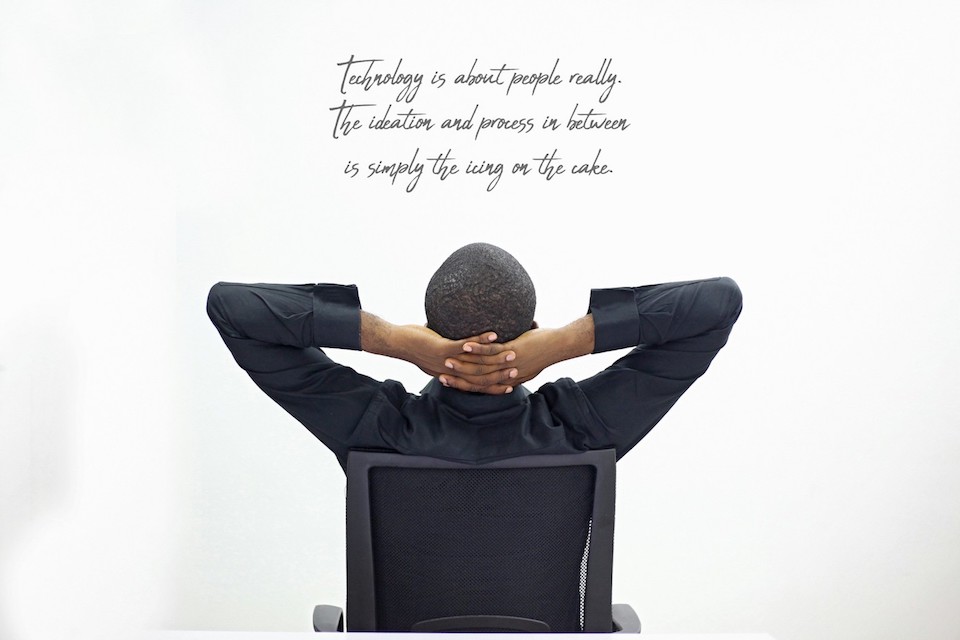 Technology is about people really.
The ideation and process in between
is simply the icing on the cake.